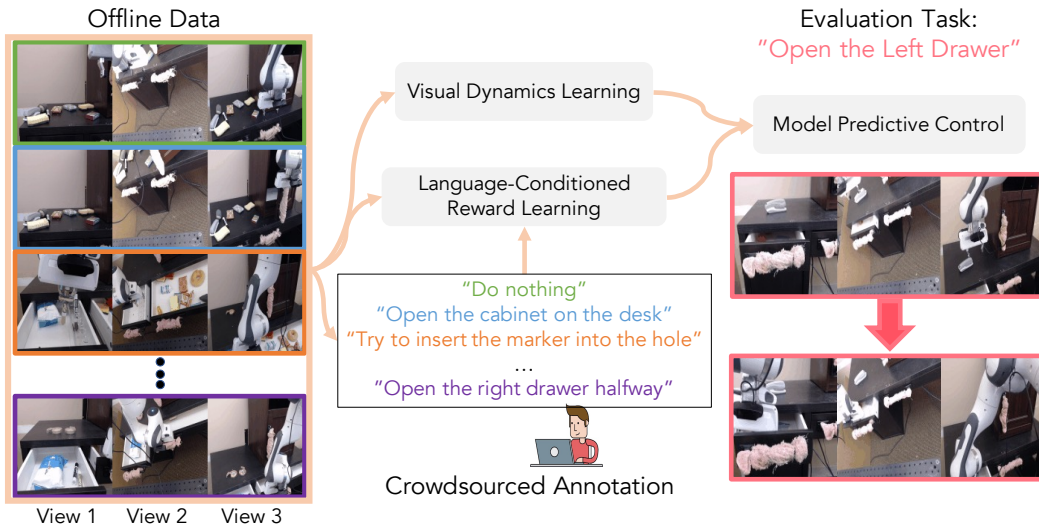 Offline Data
View 1 View 2 View 3
Visual Dynamics Learning
Language-Conditioned
Reward Learning
“Do nothing”
“Open the cabinet on the desk”
“Try to insert the marker into the hole”
...
“Open the right drawer halfway”
Crowdsourced Annotation
Model Predictive Control
Evaluation Task:
“Open the Left Drawer”